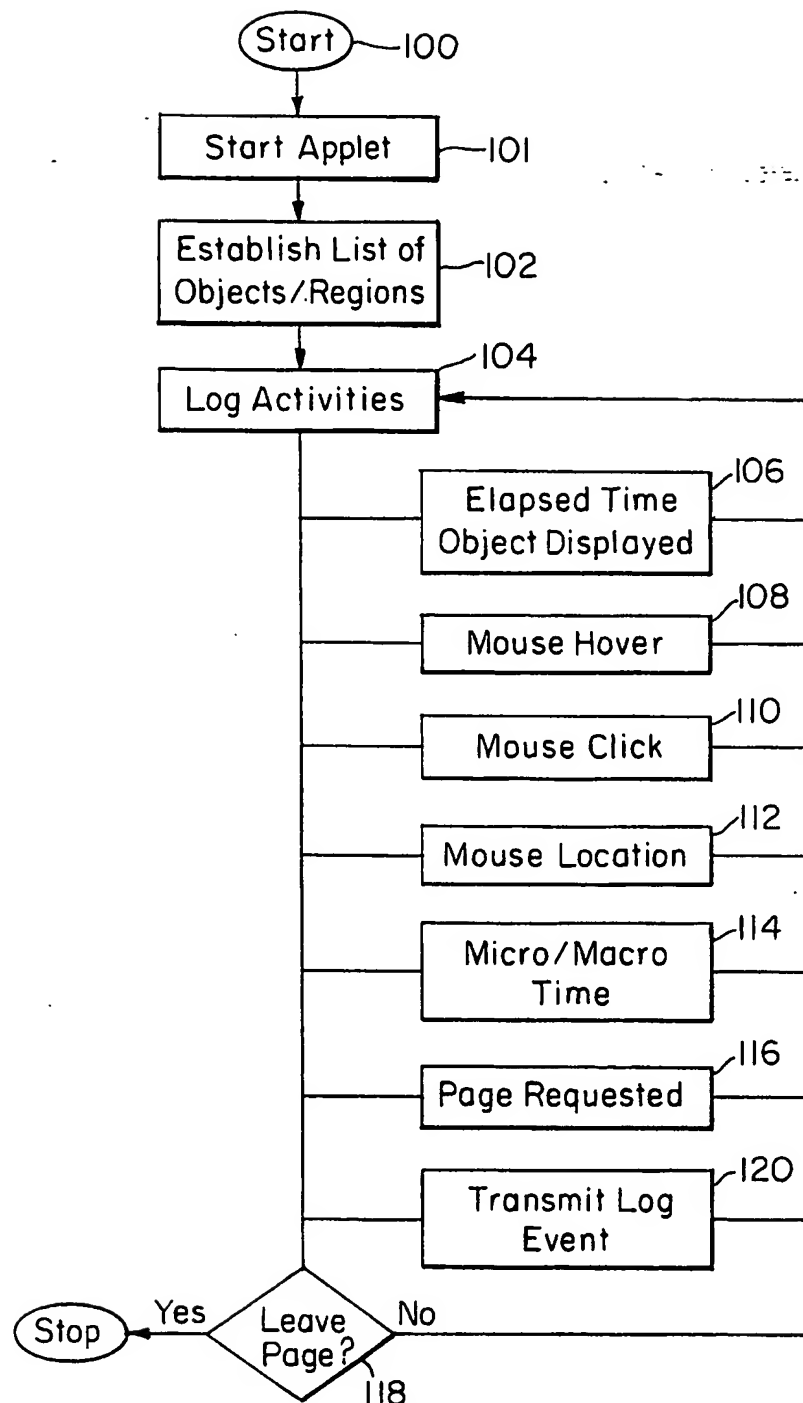 Start
100
Start Applet
101
Establish List of
Objects/Regions
102
104
Log Activities
106
Elapsed Time
Object Displayed
108
Mouse Hover
110
Mouse Click
112
Mouse Location
114
Micro/Macro
Time
116
Page Requested
120
Transmit Log
Event
Yes
No
Stop
Leave
Page?
118